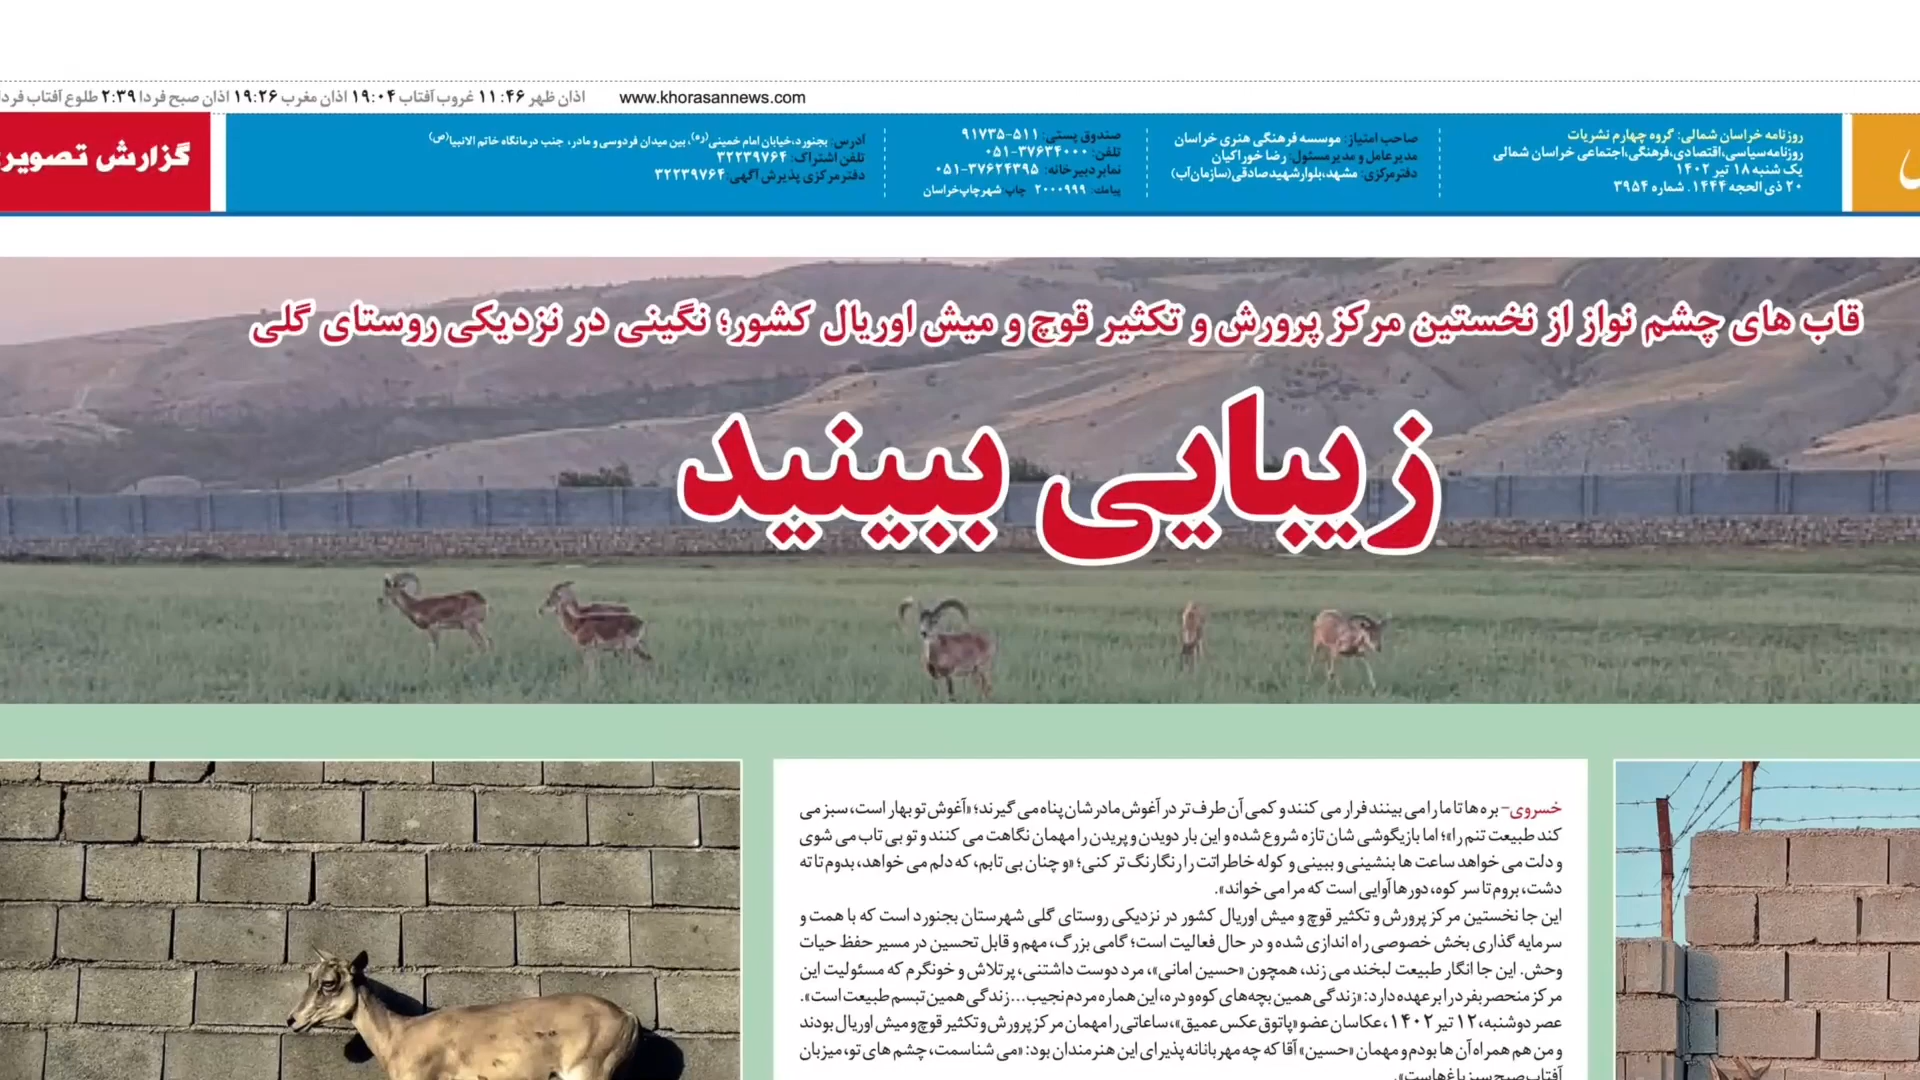 اذان ظهر ۱۱:۴۶ غروب آفتاب ۱۹:۰۴ اذان مغرب ۱۹:۲۶ اذان صبح فردا ۲:۳۹ طلوع آفتاب فردا
www.khorasannews.com
روزنامه خراسان شمالی: گروه چهارم نشریات
روزنامه سیاسی،اقتصادی،فرهنگی،اجتماعی خراسان شمالی
یک شنبه ۱۸ تیر ۱۴۰۲
۲۰ ذی الحجه ۱۴۴۴. شماره ۳۹۵۴
صاحب امتیاز: موسسه فرهنگی هنری خراسان
مدیرعامل و مدیر مسئول: رضا خوراکیان
دفترمرکزی: مشهد،بلوارشهیدصادقی(سازمان‌آب)
صندوق پستی: ۵۱۱-۹۱۷۳۵
تلفن: ۳۷۶۳۴۰۰۰-۰۵۱
نمابر دبیرخانه: ۳۷۶۲۴۳۹۵-۰۵۱
پیامک: ۲۰۰۰۹۹۹ چاپ: شهرچاپ‌خراسان
آدرس: بجنورد،خیابان امام خمینی(ره)، بین میدان فردوسی و مادر، جنب درمانگاه خاتم الانبیا(ص)
تلفن اشتراک: ۳۲۲۳۹۷۶۴
دفتر مرکزی پذیرش آگهی: ۳۲۲۳۹۷۶۴
گزارش تصویری
قاب های چشم نواز از نخستین مرکز پرورش و تکثیر قوچ و میش اوریال کشور؛ نگینی در نزدیکی روستای گلی
زیبایی ببینید
خسروی- بره ها تا ما را می بینند فرار می کنند و کمی آن طرف تر در آغوش مادرشان پناه می گیرند؛ «آغوش تو بهار است، سبز می
کند طبیعت تنم را»؛ اما بازیگوشی شان تازه شروع شده و این بار دویدن و پریدن را مهمان نگاهت می کنند و تو بی تاب می شوی
و دلت می خواهد ساعت ها بنشینی و ببینی و کوله خاطراتت را رنگارنگ تر کنی؛ «و چنان بی تابم، که دلم می خواهد، بدوم تا ته
دشت، بروم تا سر کوه، دورها آوایی است که مرا می خواند».
این جا نخستین مرکز پرورش و تکثیر قوچ و میش اوریال کشور در نزدیکی روستای گلی شهرستان بجنورد است که با همت و
سرمایه گذاری بخش خصوصی راه اندازی شده و در حال فعالیت است؛ گامی بزرگ، مهم و قابل تحسین در مسیر حفظ حیات
وحش. این جا انگار طبیعت لبخند می زند، همچون «حسین امانی»، مرد دوست داشتنی، پرتلاش و خونگرم که مسئولیت این
مرکز منحصر بفرد را بر عهده دارد: «زندگی همین بچه‌های کوه و دره، این هماره مردم نجیب...زندگی همین تبسم طبیعت است».
عصر دوشنبه، ۱۲ تیر ۱۴۰۲، عکاسان عضو «پاتوق عکس عمیق»، ساعاتی را مهمان مرکز پرورش و تکثیر قوچ و میش اوریال بودند
و من هم همراه آن ها بودم و مهمان «حسین» آقا که چه مهربانانه پذیرای این هنرمندان بود: «می شناسمت، چشم های تو، میزبان
آفتاب صبح سبز باغ هاست».